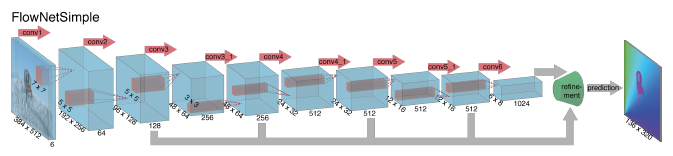 FlowNetSimple
conv1
conv2
conv3
conv3_1
conv4
conv4_1
conv5
conv5_1
conv6
7 x 7
5 x 5
5 x 5
3 x 3
384 x 512
6
192 x 256
64
96 x 128
128
48 x 64
256
48 x 64
256
24 x 32
512
24 x 32
512
12 x 16
512
12 x 16
512
6 x 8
1024
refine-
ment
prediction
136 x 320